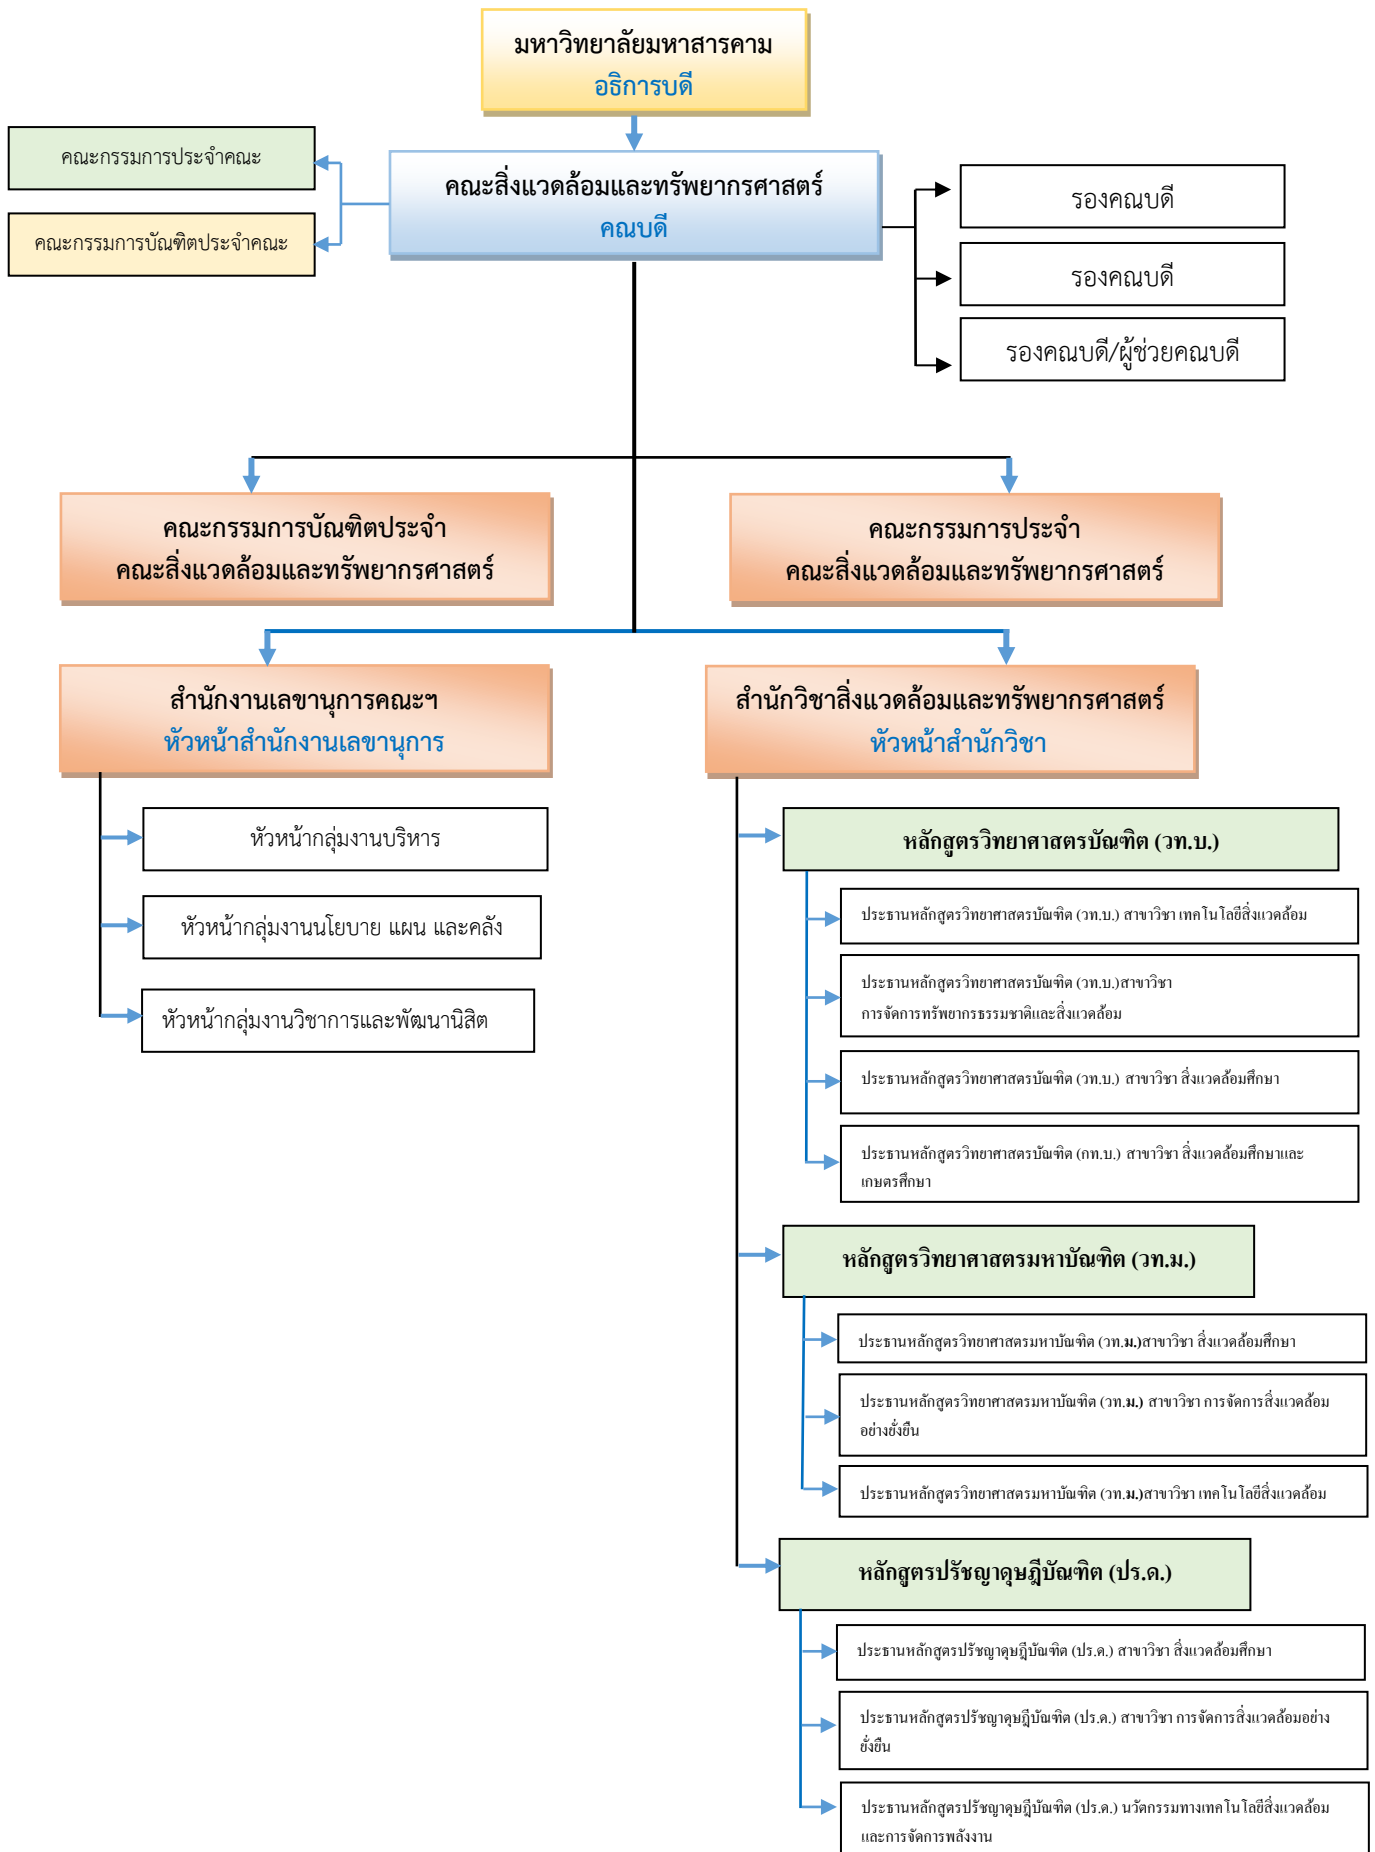 มหาวิทยาลัยมหาสารคาม
อธิการบดี
คณะกรรมการประจำคณะ
คณะกรรมการบัณฑิตประจำคณะ
คณะสิ่งแวดล้อมและทรัพยากรศาสตร์
คณบดี
รองคณบดี
รองคณบดี
รองคณบดี/ผู้ช่วยคณบดี
คณะกรรมการบัณฑิตประจำ
คณะสิ่งแวดล้อมและทรัพยากรศาสตร์
คณะกรรมการประจำ
คณะสิ่งแวดล้อมและทรัพยากรศาสตร์
สำนักงานเลขานุการคณะฯ
หัวหน้าสำนักงานเลขานุการ
หัวหน้ากลุ่มงานบริหาร
หัวหน้ากลุ่มงานนโยบาย แผน และคลัง
หัวหน้ากลุ่มงานวิชาการและพัฒนานิสิต
สำนักวิชาสิ่งแวดล้อมและทรัพยากรศาสตร์
หัวหน้าสำนักวิชา
หลักสูตรวิทยาศาสตรบัณฑิต (วท.บ.)
ประธานหลักสูตรวิทยาศาสตรบัณฑิต (วท.บ.) สาขาวิชา เทคโนโลยีสิ่งแวดล้อม
ประธานหลักสูตรวิทยาศาสตรบัณฑิต (วท.บ.)สาขาวิชา
การจัดการทรัพยากรธรรมชาติและสิ่งแวดล้อม
ประธานหลักสูตรวิทยาศาสตรบัณฑิต (วท.บ.) สาขาวิชา สิ่งแวดล้อมศึกษา
ประธานหลักสูตรวิทยาศาสตรบัณฑิต (กท.บ.) สาขาวิชา สิ่งแวดล้อมศึกษาและ
เกษตรศึกษา
หลักสูตรวิทยาศาสตรมหาบัณฑิต (วท.ม.)
ประธานหลักสูตรวิทยาศาสตรมหาบัณฑิต (วท.ม.)สาขาวิชา สิ่งแวดล้อมศึกษา
ประธานหลักสูตรวิทยาศาสตรมหาบัณฑิต (วท.ม.) สาขาวิชา การจัดการสิ่งแวดล้อม
อย่างยั่งยืน
ประธานหลักสูตรวิทยาศาสตรมหาบัณฑิต (วท.ม.)สาขาวิชา เทคโนโลยีสิ่งแวดล้อม
หลักสูตรปรัชญาดุษฎีบัณฑิต (ปร.ด.)
ประธานหลักสูตรปรัชญาดุษฎีบัณฑิต (ปร.ด.) สาขาวิชา สิ่งแวดล้อมศึกษา
ประธานหลักสูตรปรัชญาดุษฎีบัณฑิต (ปร.ด.) สาขาวิชา การจัดการสิ่งแวดล้อมอย่าง
ยั่งยืน
ประธานหลักสูตรปรัชญาดุษฎีบัณฑิต (ปร.ด.) นวัตกรรมทางเทคโนโลยีสิ่งแวดล้อม
และการจัดการพลังงาน